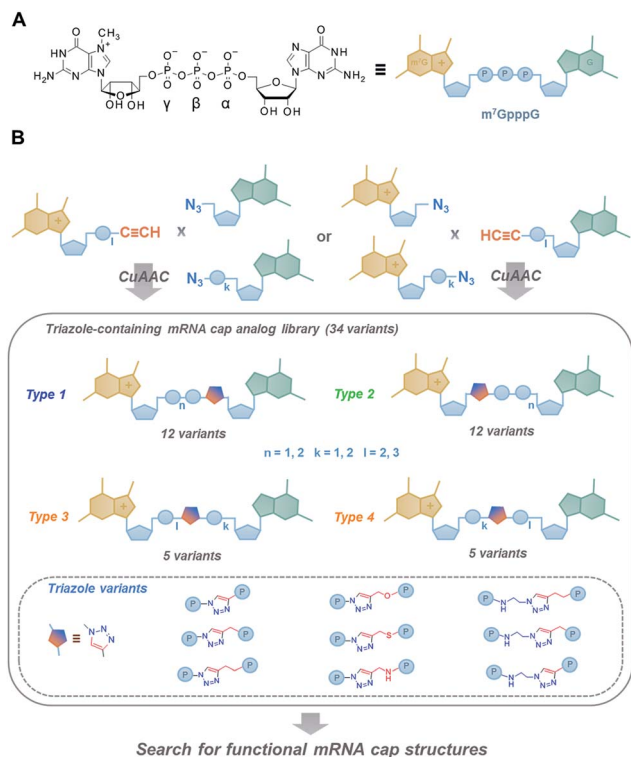 A
O
CH₃
N
N⁺
HN
H₂N
N
N
O
OH OH
O⁻ O⁻ O⁻
O-P-O-P-O-P-O
O O O
γ β α
N
N
O
NH
N
NH₂
O
OH OH
≡
m⁷G
+
P P P
G
m⁷GpppG
B
+
l
C≡CH
x
N₃
N₃
k
or
+
N₃
+
k
N₃
x
HC≡C
l
CuAAC
CuAAC
Triazole-containing mRNA cap analog library (34 variants)
Type 1
+
n
12 variants
Type 2
+
n
12 variants
n = 1, 2 k = 1, 2 l = 2, 3
Type 3
+
l
k
5 variants
Type 4
+
k
l
5 variants
Triazole variants
≡
N N
N
P N N=N P
P N N=N O P
P N H N N=N P
P N N=N P
P N N=N S P
P N H N N=N P
P N N=N P
P N N=N N H P
P N H N N=N P
Search for functional mRNA cap structures